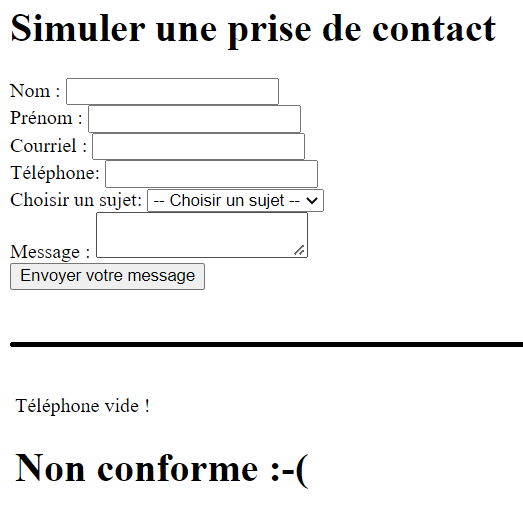 Simuler une prise de contact
Nom :
Prénom :
Courriel :
Téléphone:
Choisir un sujet: -- Choisir un sujet --
Message :
Envoyer votre message
Téléphone vide !
Non conforme :-(